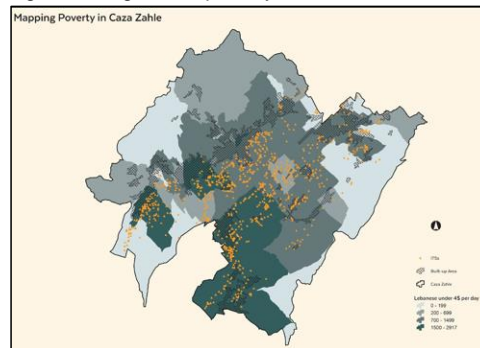 Mapping Poverty in Caza Zahle
ITSs
Built-up Area
Caza Zahle
Lebanese under 4$ per day
0 - 199
200 - 699
700 - 1499
1500 - 2917